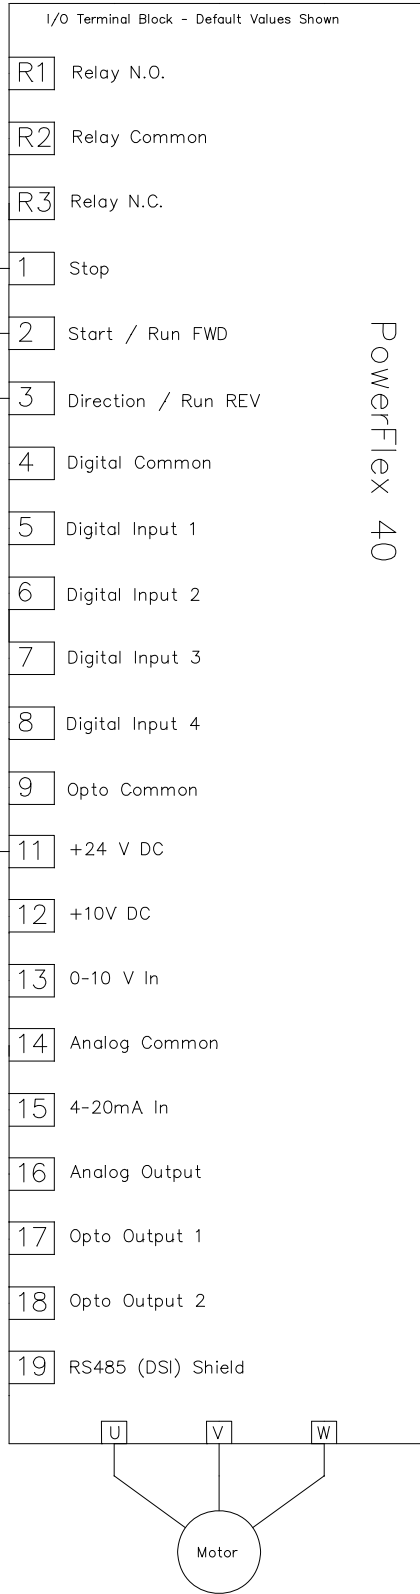 I/O Terminal Block - Default Values Shown
R1 Relay N.O.
R2 Relay Common
R3 Relay N.C.
1 Stop
2 Start / Run FWD
3 Direction / Run REV
PowerFlex 40
4 Digital Common
5 Digital Input 1
6 Digital Input 2
7 Digital Input 3
8 Digital Input 4
9 Opto Common
11 +24 V DC
12 +10V DC
13 0-10 V In
14 Analog Common
15 4-20mA In
16 Analog Output
17 Opto Output 1
18 Opto Output 2
19 RS485 (DSI) Shield
U V W
Motor